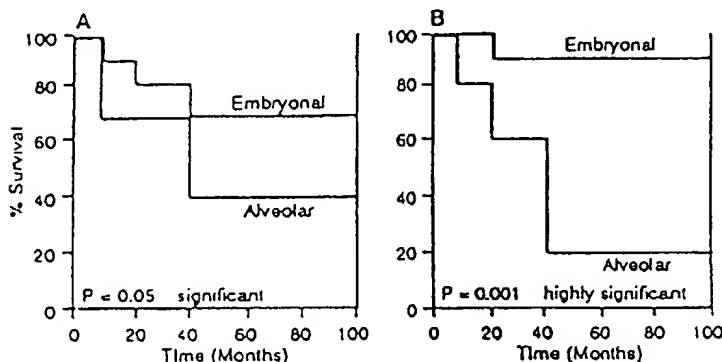 A
% Survival
100
80
60
40
20
0
Embryonal
Alveolar
P = 0.05 significant
0 20 40 60 80 100
Time (Months)
B
100
80
60
40
20
0
Embryonal
Alveolar
P = 0.001 highly significant
0 20 40 60 80 100
Time (Months)